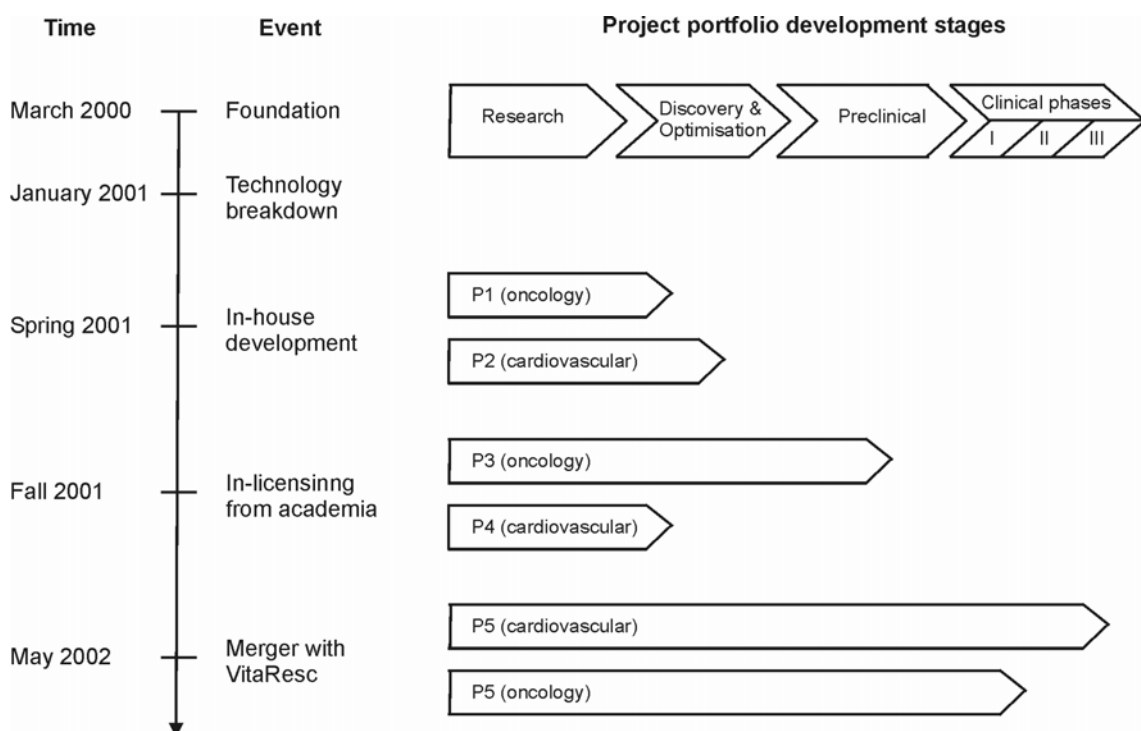 Time
Event
Project portfolio development stages
March 2000
Foundation
Research
Discovery &
Optimisation
Preclinical
Clinical phases
I
II
III
January 2001
Technology
breakdown
Spring 2001
In-house
development
P1 (oncology)
P2 (cardiovascular)
Fall 2001
In-licensinng
from academia
P3 (oncology)
P4 (cardiovascular)
May 2002
Merger with
VitaResc
P5 (cardiovascular)
P5 (oncology)